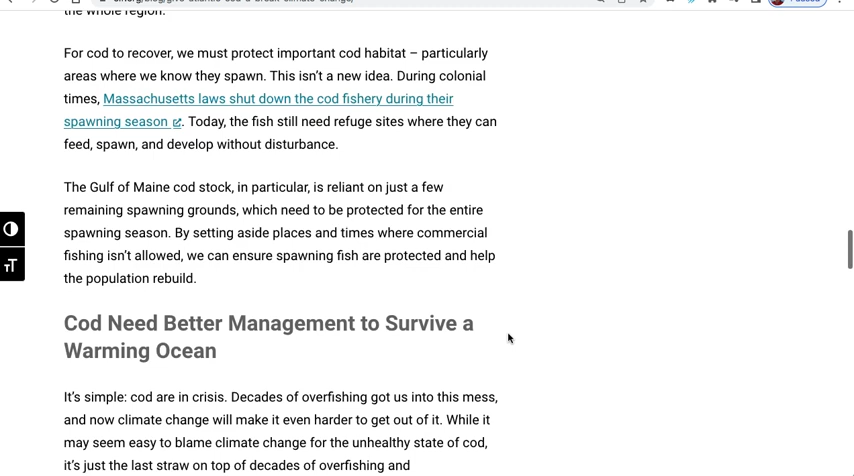 the whole region.
For cod to recover, we must protect important cod habitat – particularly
areas where we know they spawn. This isn’t a new idea. During colonial
times, Massachusetts laws shut down the cod fishery during their
spawning season. Today, the fish still need refuge sites where they can
feed, spawn, and develop without disturbance.
The Gulf of Maine cod stock, in particular, is reliant on just a few
remaining spawning grounds, which need to be protected for the entire
spawning season. By setting aside places and times where commercial
fishing isn’t allowed, we can ensure spawning fish are protected and help
the population rebuild.
TT
Cod Need Better Management to Survive a
Warming Ocean
It’s simple: cod are in crisis. Decades of overfishing got us into this mess,
and now climate change will make it even harder to get out of it. While it
may seem easy to blame climate change for the unhealthy state of cod,
it’s just the last straw on top of decades of overfishing and